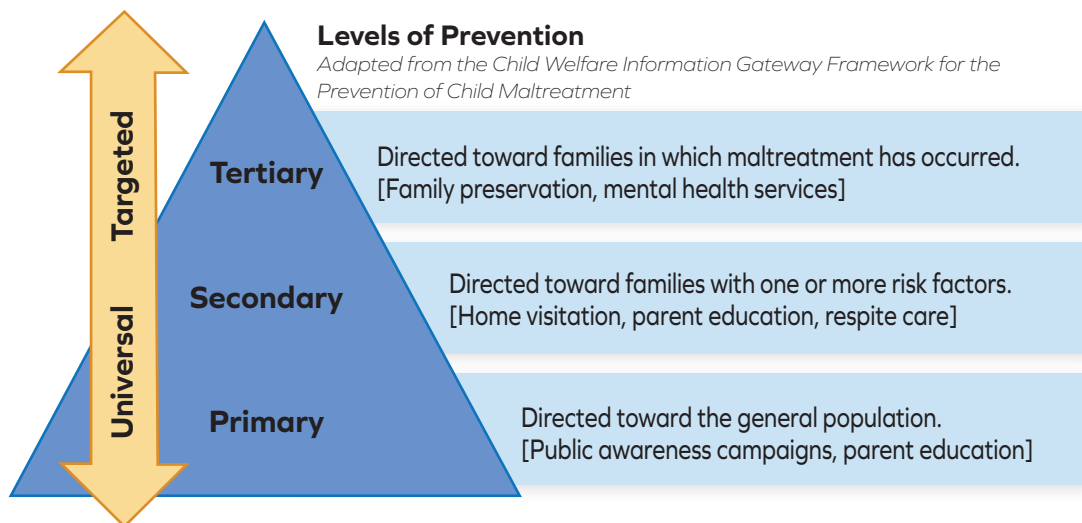 Levels of Prevention
Adapted from the Child Welfare Information Gateway Framework for the
Prevention of Child Maltreatment
Targeted
Universal
Tertiary
Directed toward families in which maltreatment has occurred.
[Family preservation, mental health services]
Secondary
Directed toward families with one or more risk factors.
[Home visitation, parent education, respite care]
Primary
Directed toward the general population.
[Public awareness campaigns, parent education]